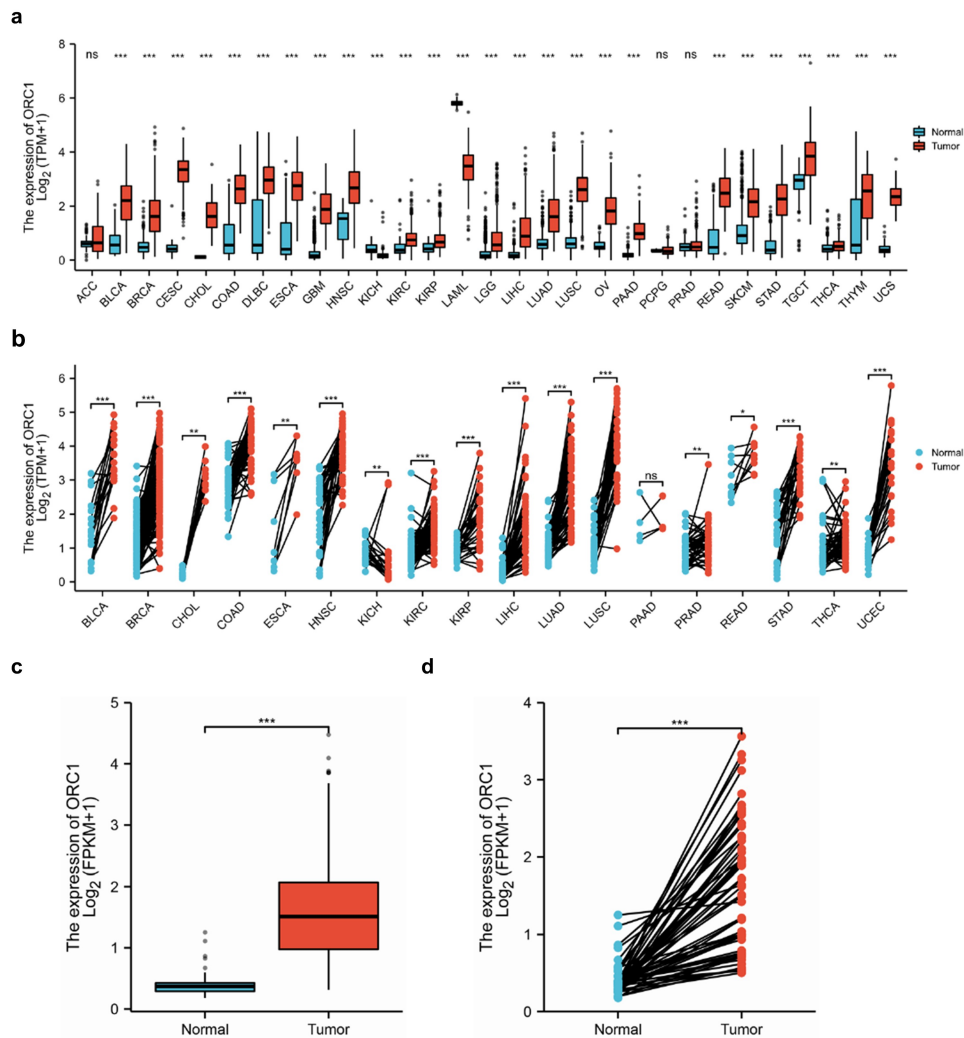 a
The expression of ORC1
Log2 (TPM+1)
8
6
4
2
0
ns *** *** *** *** *** *** *** *** *** *** *** *** *** *** *** *** *** *** *** ns ns *** *** *** *** *** *** ***
Normal
Tumor
ACC BLCA BRCA CESC CHOL COAD DLBC ESCA GBM HNSC KICH KIRC KIRP LAML LGG LIHC LUAD LUSC OV PAAD PCPG PRAD READ SKCM STAD TGCT THCA THYM UCS
b
The expression of ORC1
Log2 (TPM+1)
6
5
4
3
2
1
0
*** *** ** *** ** *** ** *** *** *** *** *** ns ** * *** ** ***
Normal
Tumor
BLCA BRCA CHOL COAD ESCA HNSC KICH KIRC KIRP LIHC LUAD LUSC PAAD PRAD READ STAD THCA UCEC
c
The expression of ORC1
Log2 (FPKM+1)
5
4
3
2
1
0
***
Normal Tumor
d
The expression of ORC1
Log2 (FPKM+1)
4
3
2
1
0
***
Normal Tumor